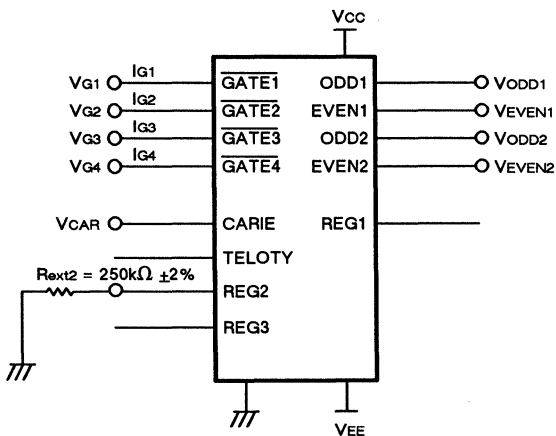 VCC
VG1 IG1 GATE1 ODD1 VODD1
VG2 IG2 GATE2 EVEN1 VEVEN1
VG3 IG3 GATE3 ODD2 VODD2
VG4 IG4 GATE4 EVEN2 VEVEN2
VCAR CARIE REG1
TELOTY
Rext2 = 250kΩ ±2%
REG2
REG3
VEE